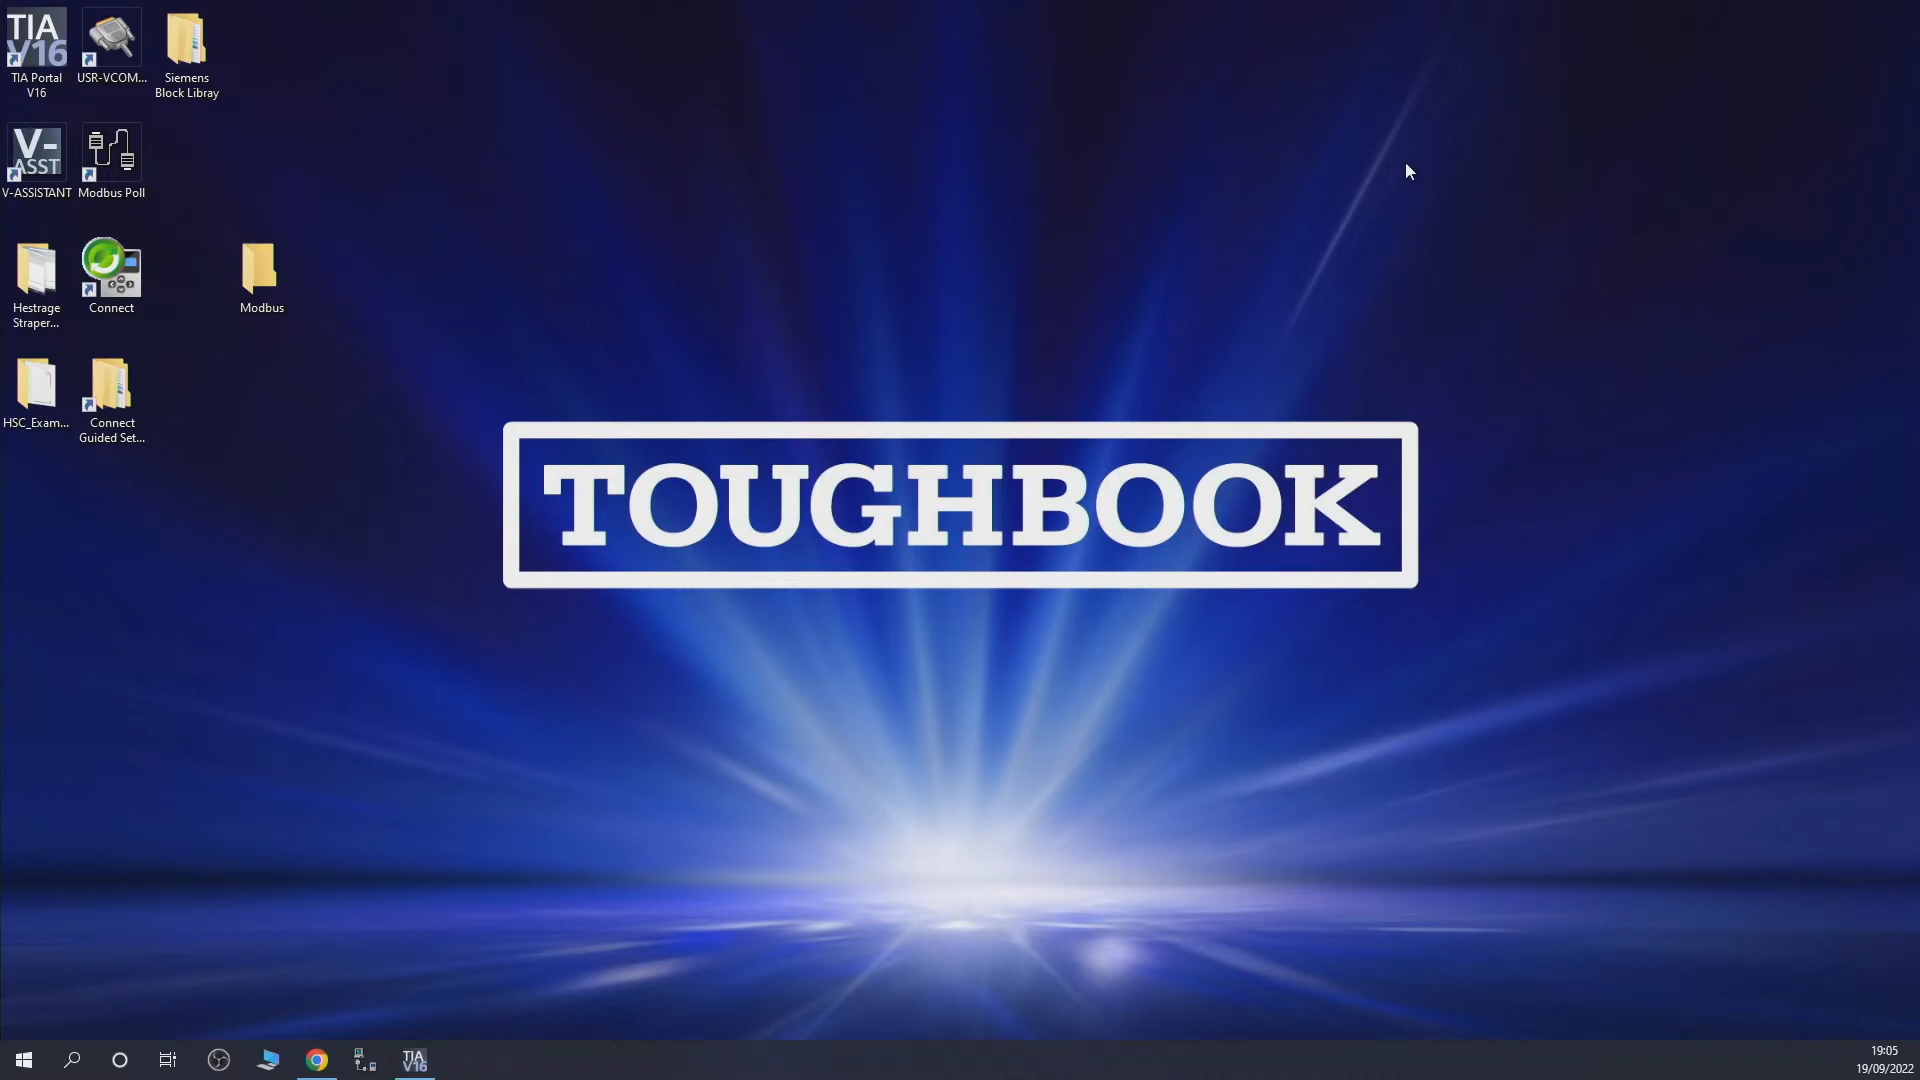 TIA
V16
TIA Portal
V16
USR-VCOM...
Siemens
Block Libray
V-
ASST
V-ASSISTANT
Modbus Poll
Hestrage
Straper...
Connect
Modbus
HSC_Exam...
Connect
Guided Set...
TOUGHBOOK
TIA
V16
19:05
19/09/2022